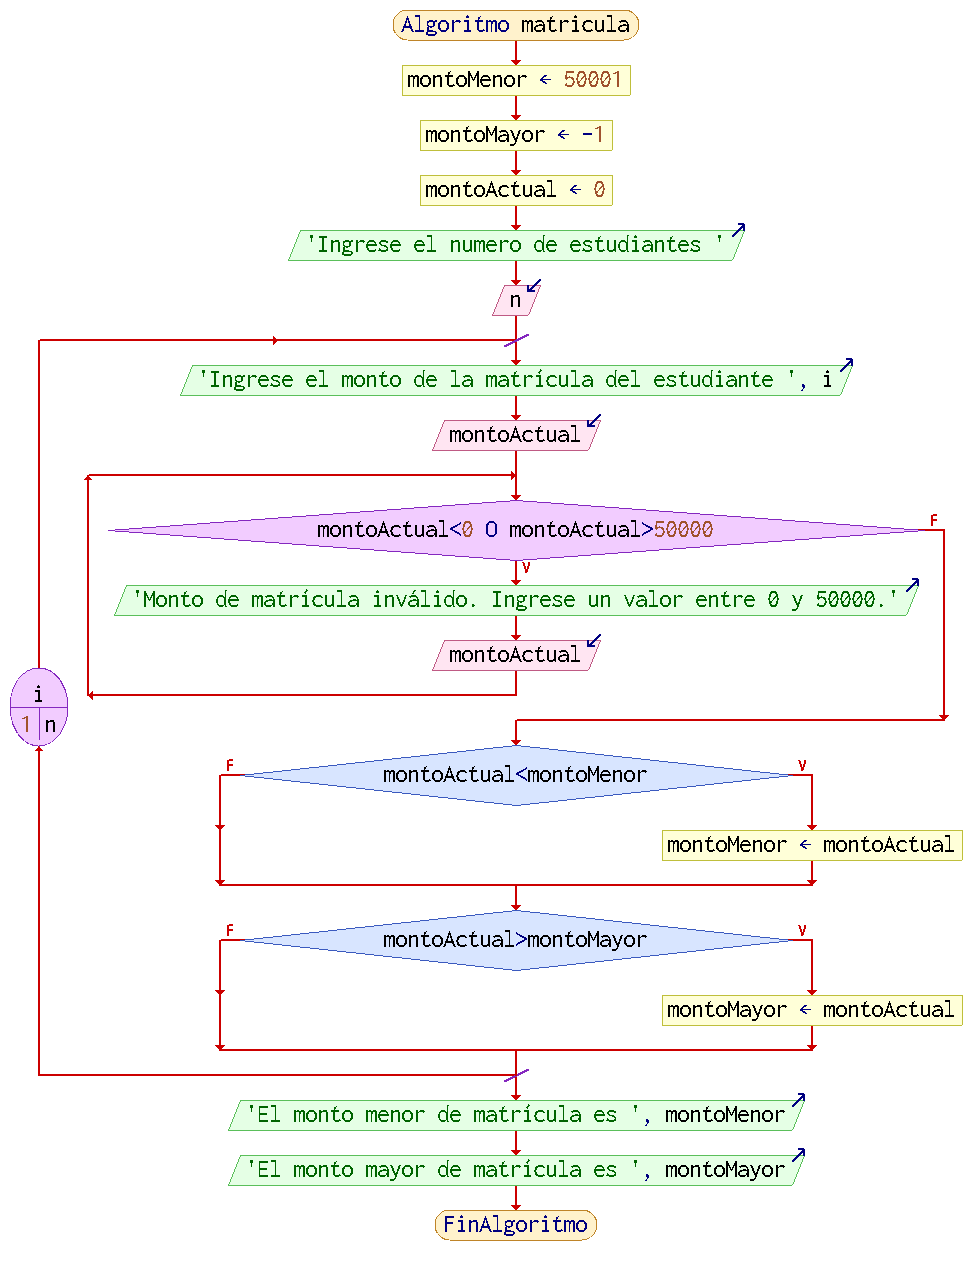 Algoritmo matricula
montoMenor ← 50001
montoMayor ← -1
montoActual ← 0
'Ingrese el numero de estudiantes '
n
'Ingrese el monto de la matrícula del estudiante ', i
montoActual
montoActual<0 O montoActual>50000
F
V
'Monto de matrícula inválido. Ingrese un valor entre 0 y 50000.'
montoActual
i
1 n
F
montoActual<montoMenor
V
montoMenor ← montoActual
F
montoActual>montoMayor
V
montoMayor ← montoActual
'El monto menor de matrícula es ', montoMenor
'El monto mayor de matrícula es ', montoMayor
FinAlgoritmo